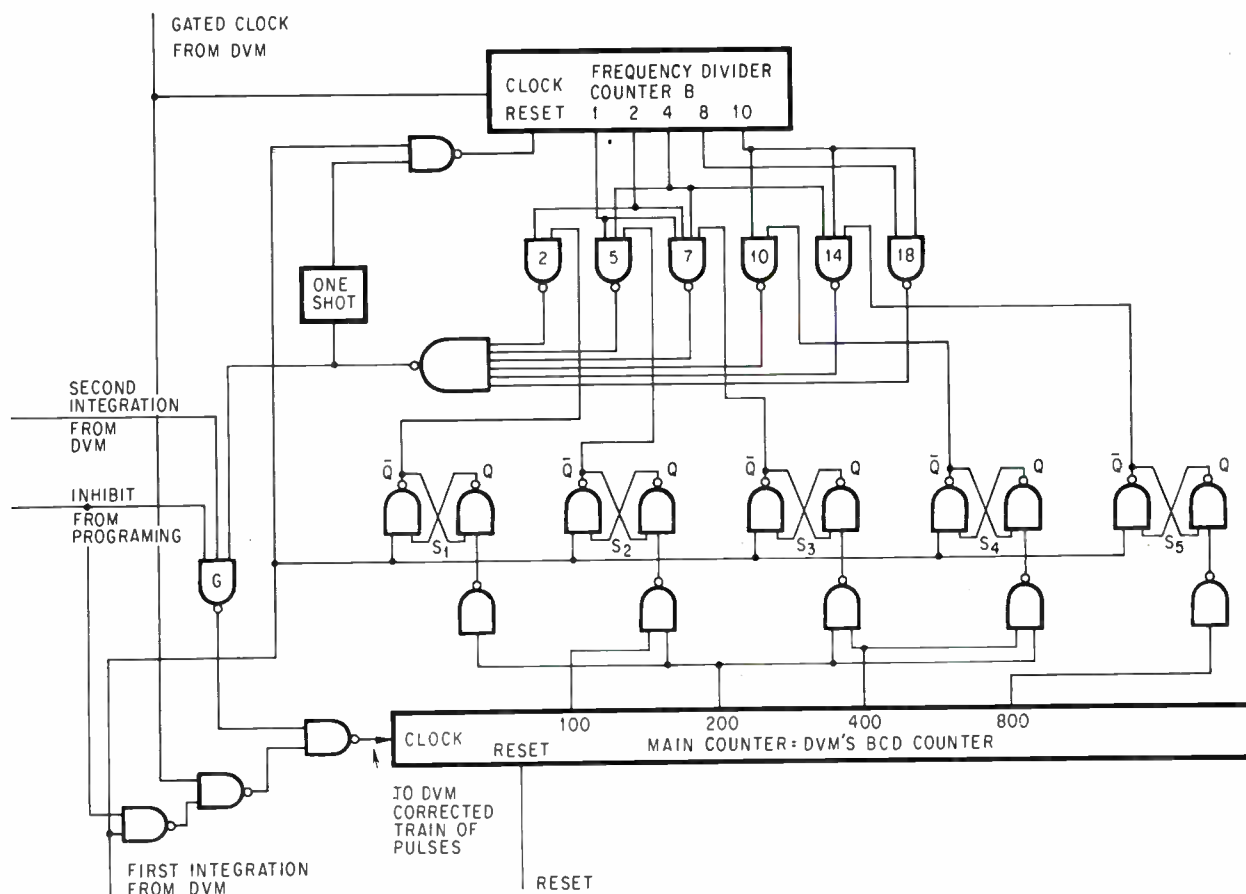 GATED CLOCK
FROM DVM
FREQUENCY DIVIDER
CLOCK COUNTER B
RESET 1 2 4 8 10
2 5 7 10 14 18
ONE
SHOT
SECOND
INTEGRATION
FROM
DVM
Q̄ Q Q̄ Q Q̄ Q Q̄ Q Q̄ Q
INHIBIT
FROM
PROGRAMING
S1 S2 S3 S4 S5
G
100 200 400 800
CLOCK
RESET
MAIN COUNTER = DVM'S BCD COUNTER
TO DVM
CORRECTED
TRAIN OF
PULSES
FIRST INTEGRATION
FROM DVM
RESET